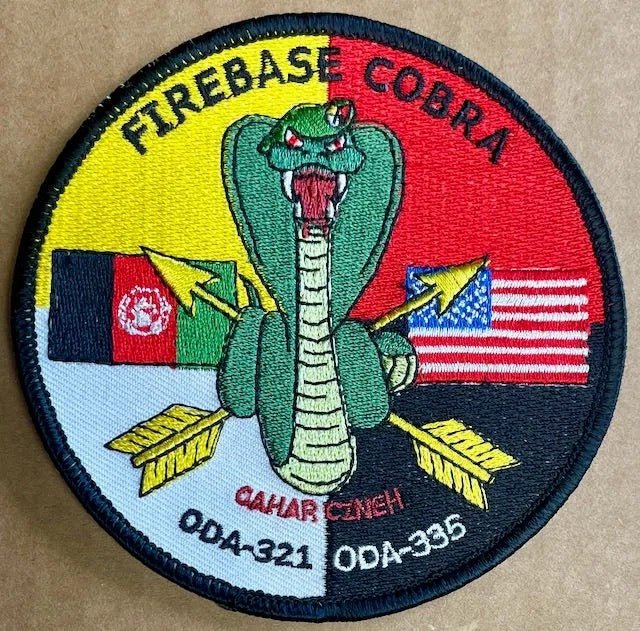 FIREBASE COBRA
QAHAR CZNEH
ODA-321 ODA-335